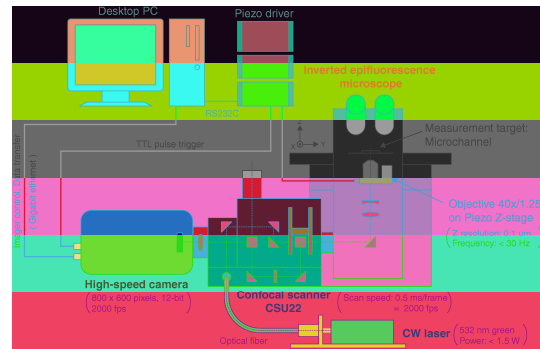 Desktop PC
Piezo driver
Inverted epifluorescence
microscope
RS232C
Measurement target:
Microchannel
TTL pulse trigger
Z
Y
X
Image control, Data transfer
( Gigabit ethernet )
Objective 40x/1.25
on Piezo Z-stage
Z resolution: 0.1 μm
Frequency: < 30 Hz
High-speed camera
800 x 600 pixels, 12-bit
2000 fps
Confocal scanner
CSU22
Scan speed: 0.5 ms/frame
= 2000 fps
CW laser
532 nm green
Power: < 1.5 W
Optical fiber